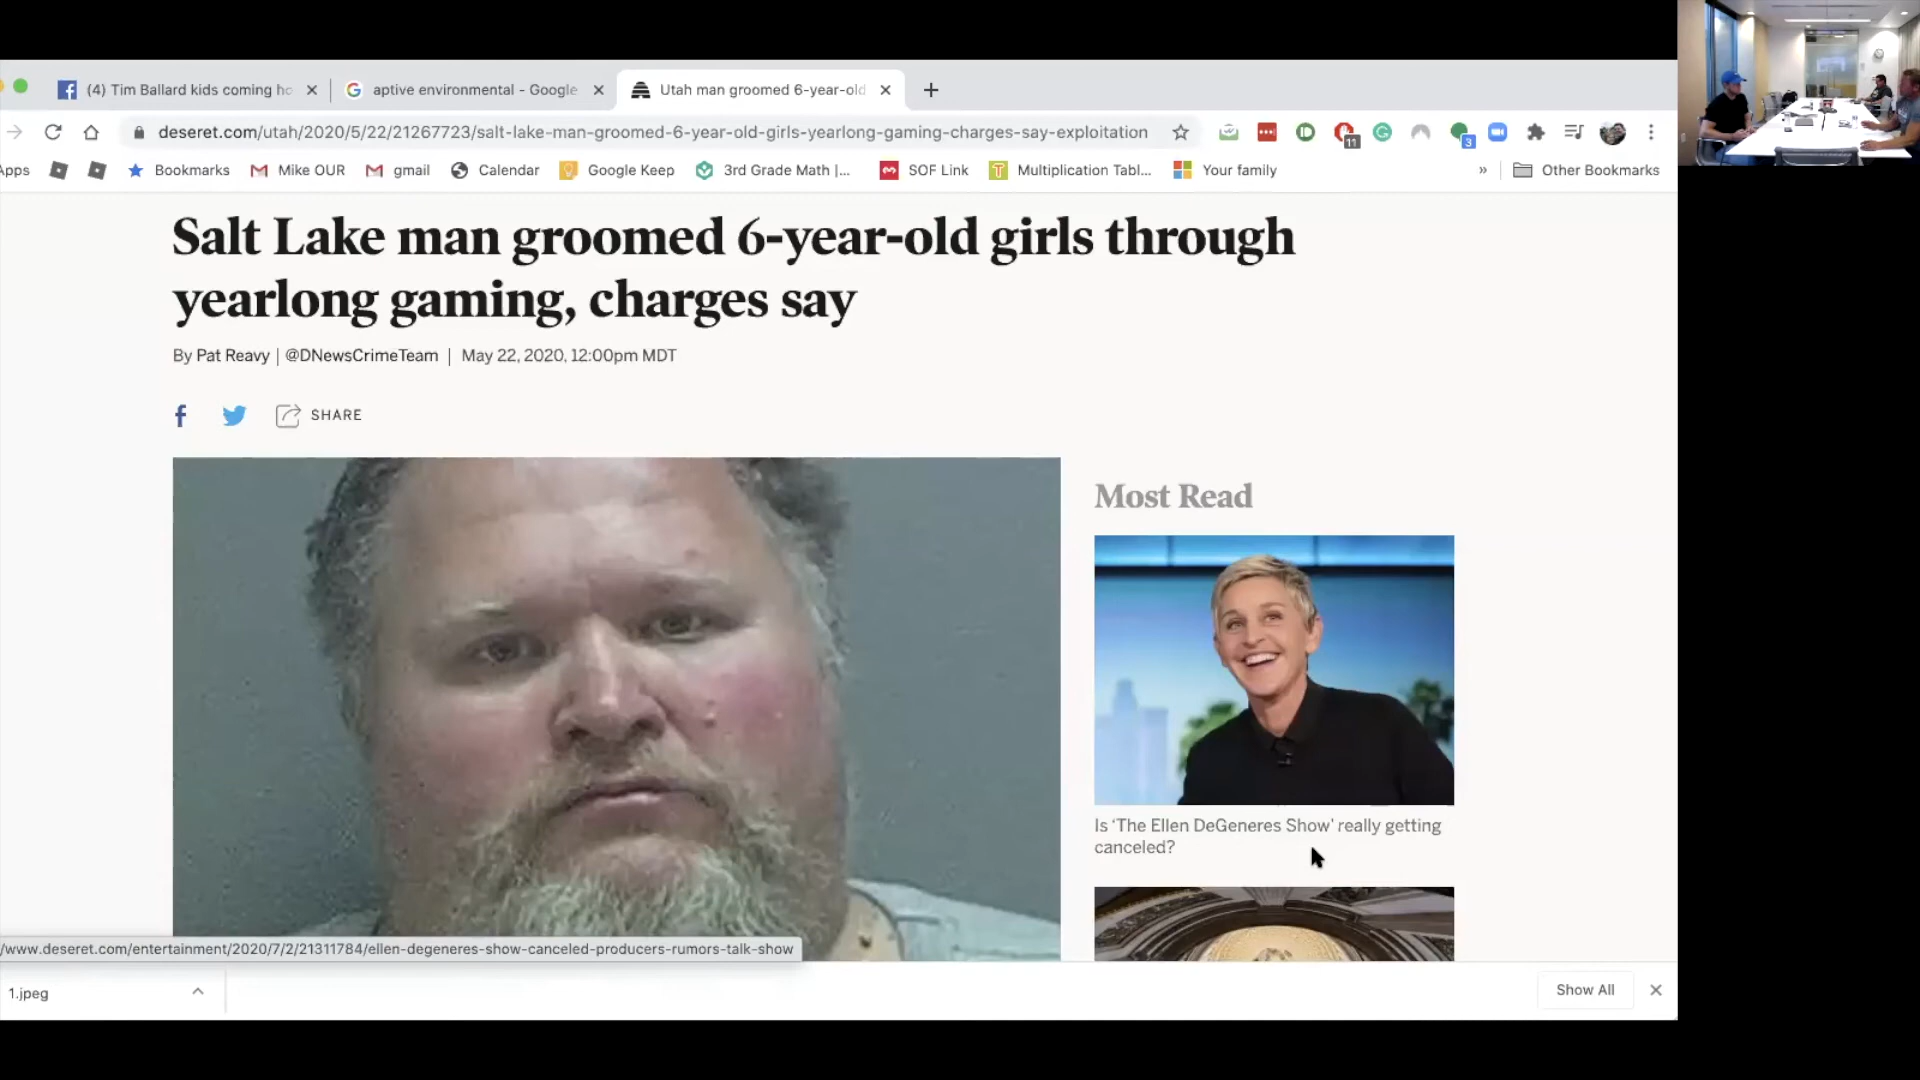 (4) Tim Ballard kids coming ho
aptive environmental - Google
Utah man groomed 6-year-old
deseret.com/utah/2020/5/22/21267723/salt-lake-man-groomed-6-year-old-girls-yearlong-gaming-charges-say-exploitation
11
3
Apps
Bookmarks
Mike OUR
gmail
Calendar
Google Keep
3rd Grade Math |...
SOF Link
Multiplication Tabl...
Your family
»
Other Bookmarks
Salt Lake man groomed 6-year-old girls through
yearlong gaming, charges say
By Pat Reavy | @DNewsCrimeTeam | May 22, 2020, 12:00pm MDT
SHARE
Most Read
Is ‘The Ellen DeGeneres Show’ really getting
canceled?
/www.deseret.com/entertainment/2020/7/2/21311784/ellen-degeneres-show-canceled-producers-rumors-talk-show
1.jpeg
Show All